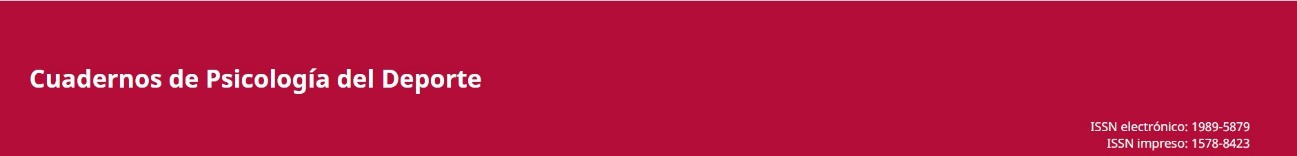 Cuadernos de Psicología del Deporte
ISSN electrónico: 1989-5879
ISSN impreso: 1578-8423